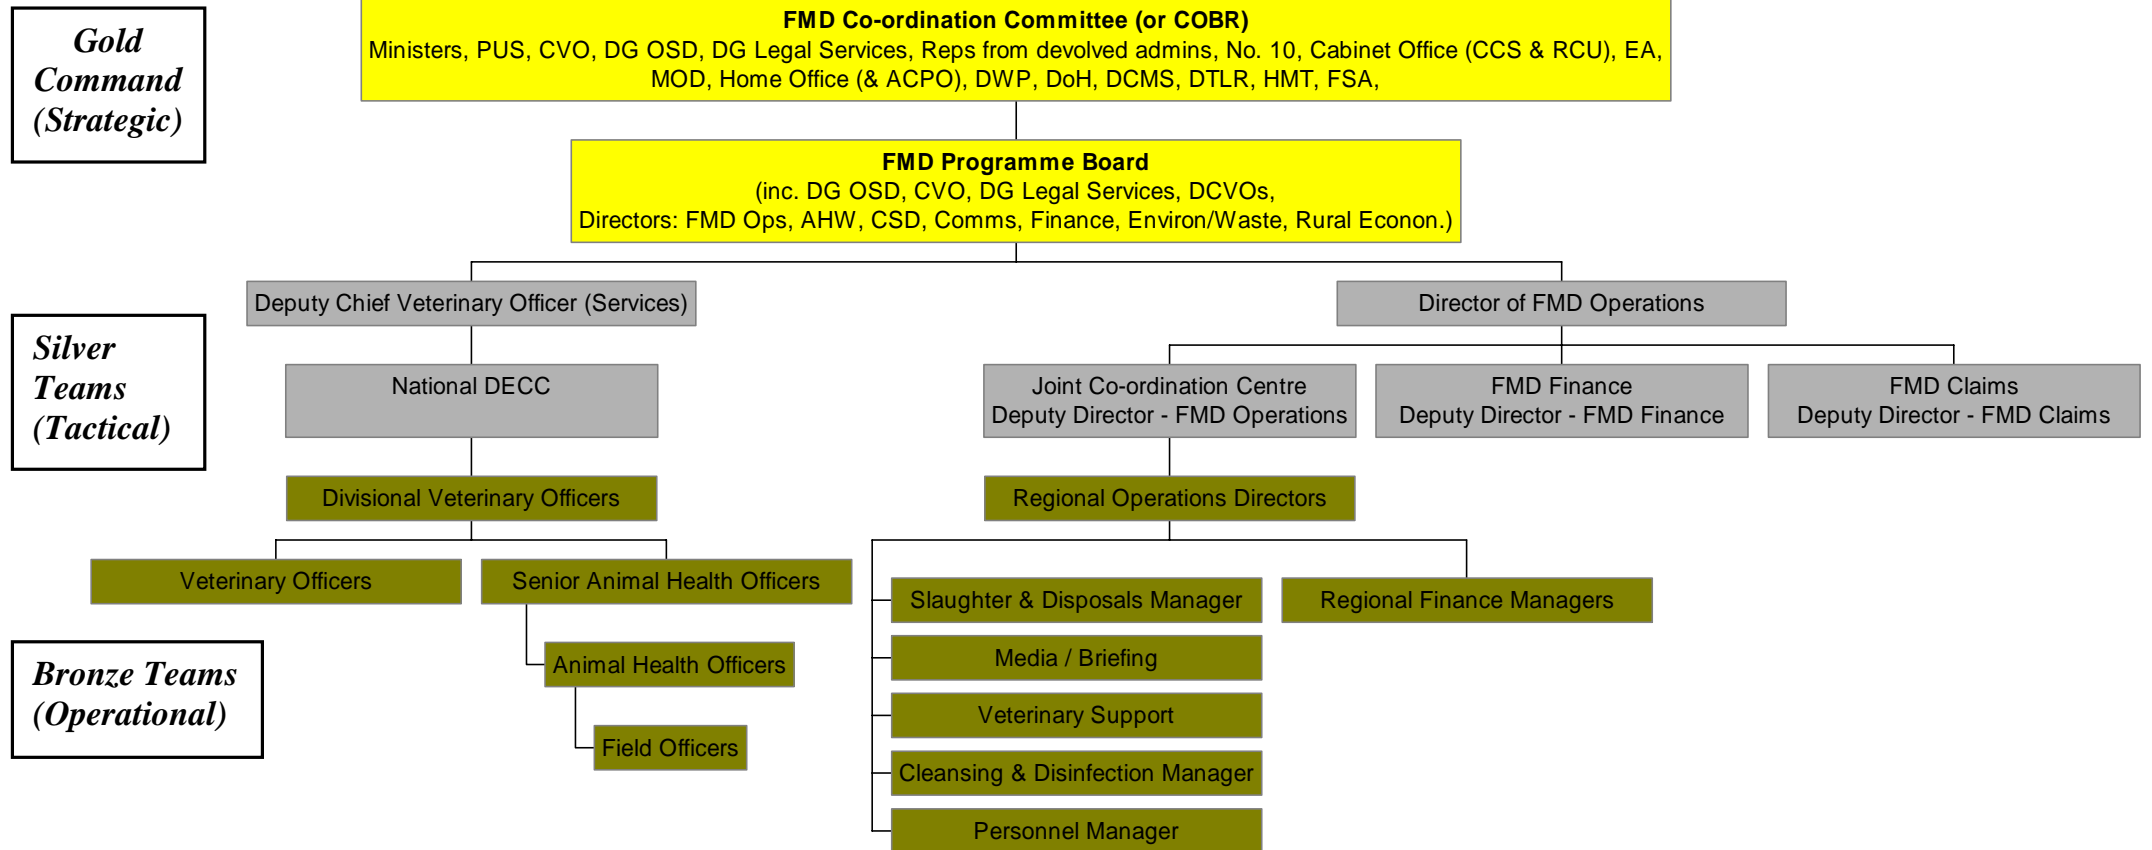 Gold
Command
(Strategic)
FMD Co-ordination Committee (or COBR)
Ministers, PUS, CVO, DG OSD, DG Legal Services, Reps from devolved admins, No. 10, Cabinet Office (CCS & RCU), EA,
MOD, Home Office (& ACPO), DWP, DoH, DCMS, DTLR, HMT, FSA,
FMD Programme Board
(inc. DG OSD, CVO, DG Legal Services, DCVOs,
Directors: FMD Ops, AHW, CSD, Comms, Finance, Environ/Waste, Rural Econon.)
Deputy Chief Veterinary Officer (Services)
Director of FMD Operations
Silver
Teams
(Tactical)
National DECC
Joint Co-ordination Centre
Deputy Director - FMD Operations
FMD Finance
Deputy Director - FMD Finance
FMD Claims
Deputy Director - FMD Claims
Divisional Veterinary Officers
Regional Operations Directors
Veterinary Officers
Senior Animal Health Officers
Slaughter & Disposals Manager
Regional Finance Managers
Bronze Teams
(Operational)
Animal Health Officers
Media / Briefing
Veterinary Support
Field Officers
Cleansing & Disinfection Manager
Personnel Manager